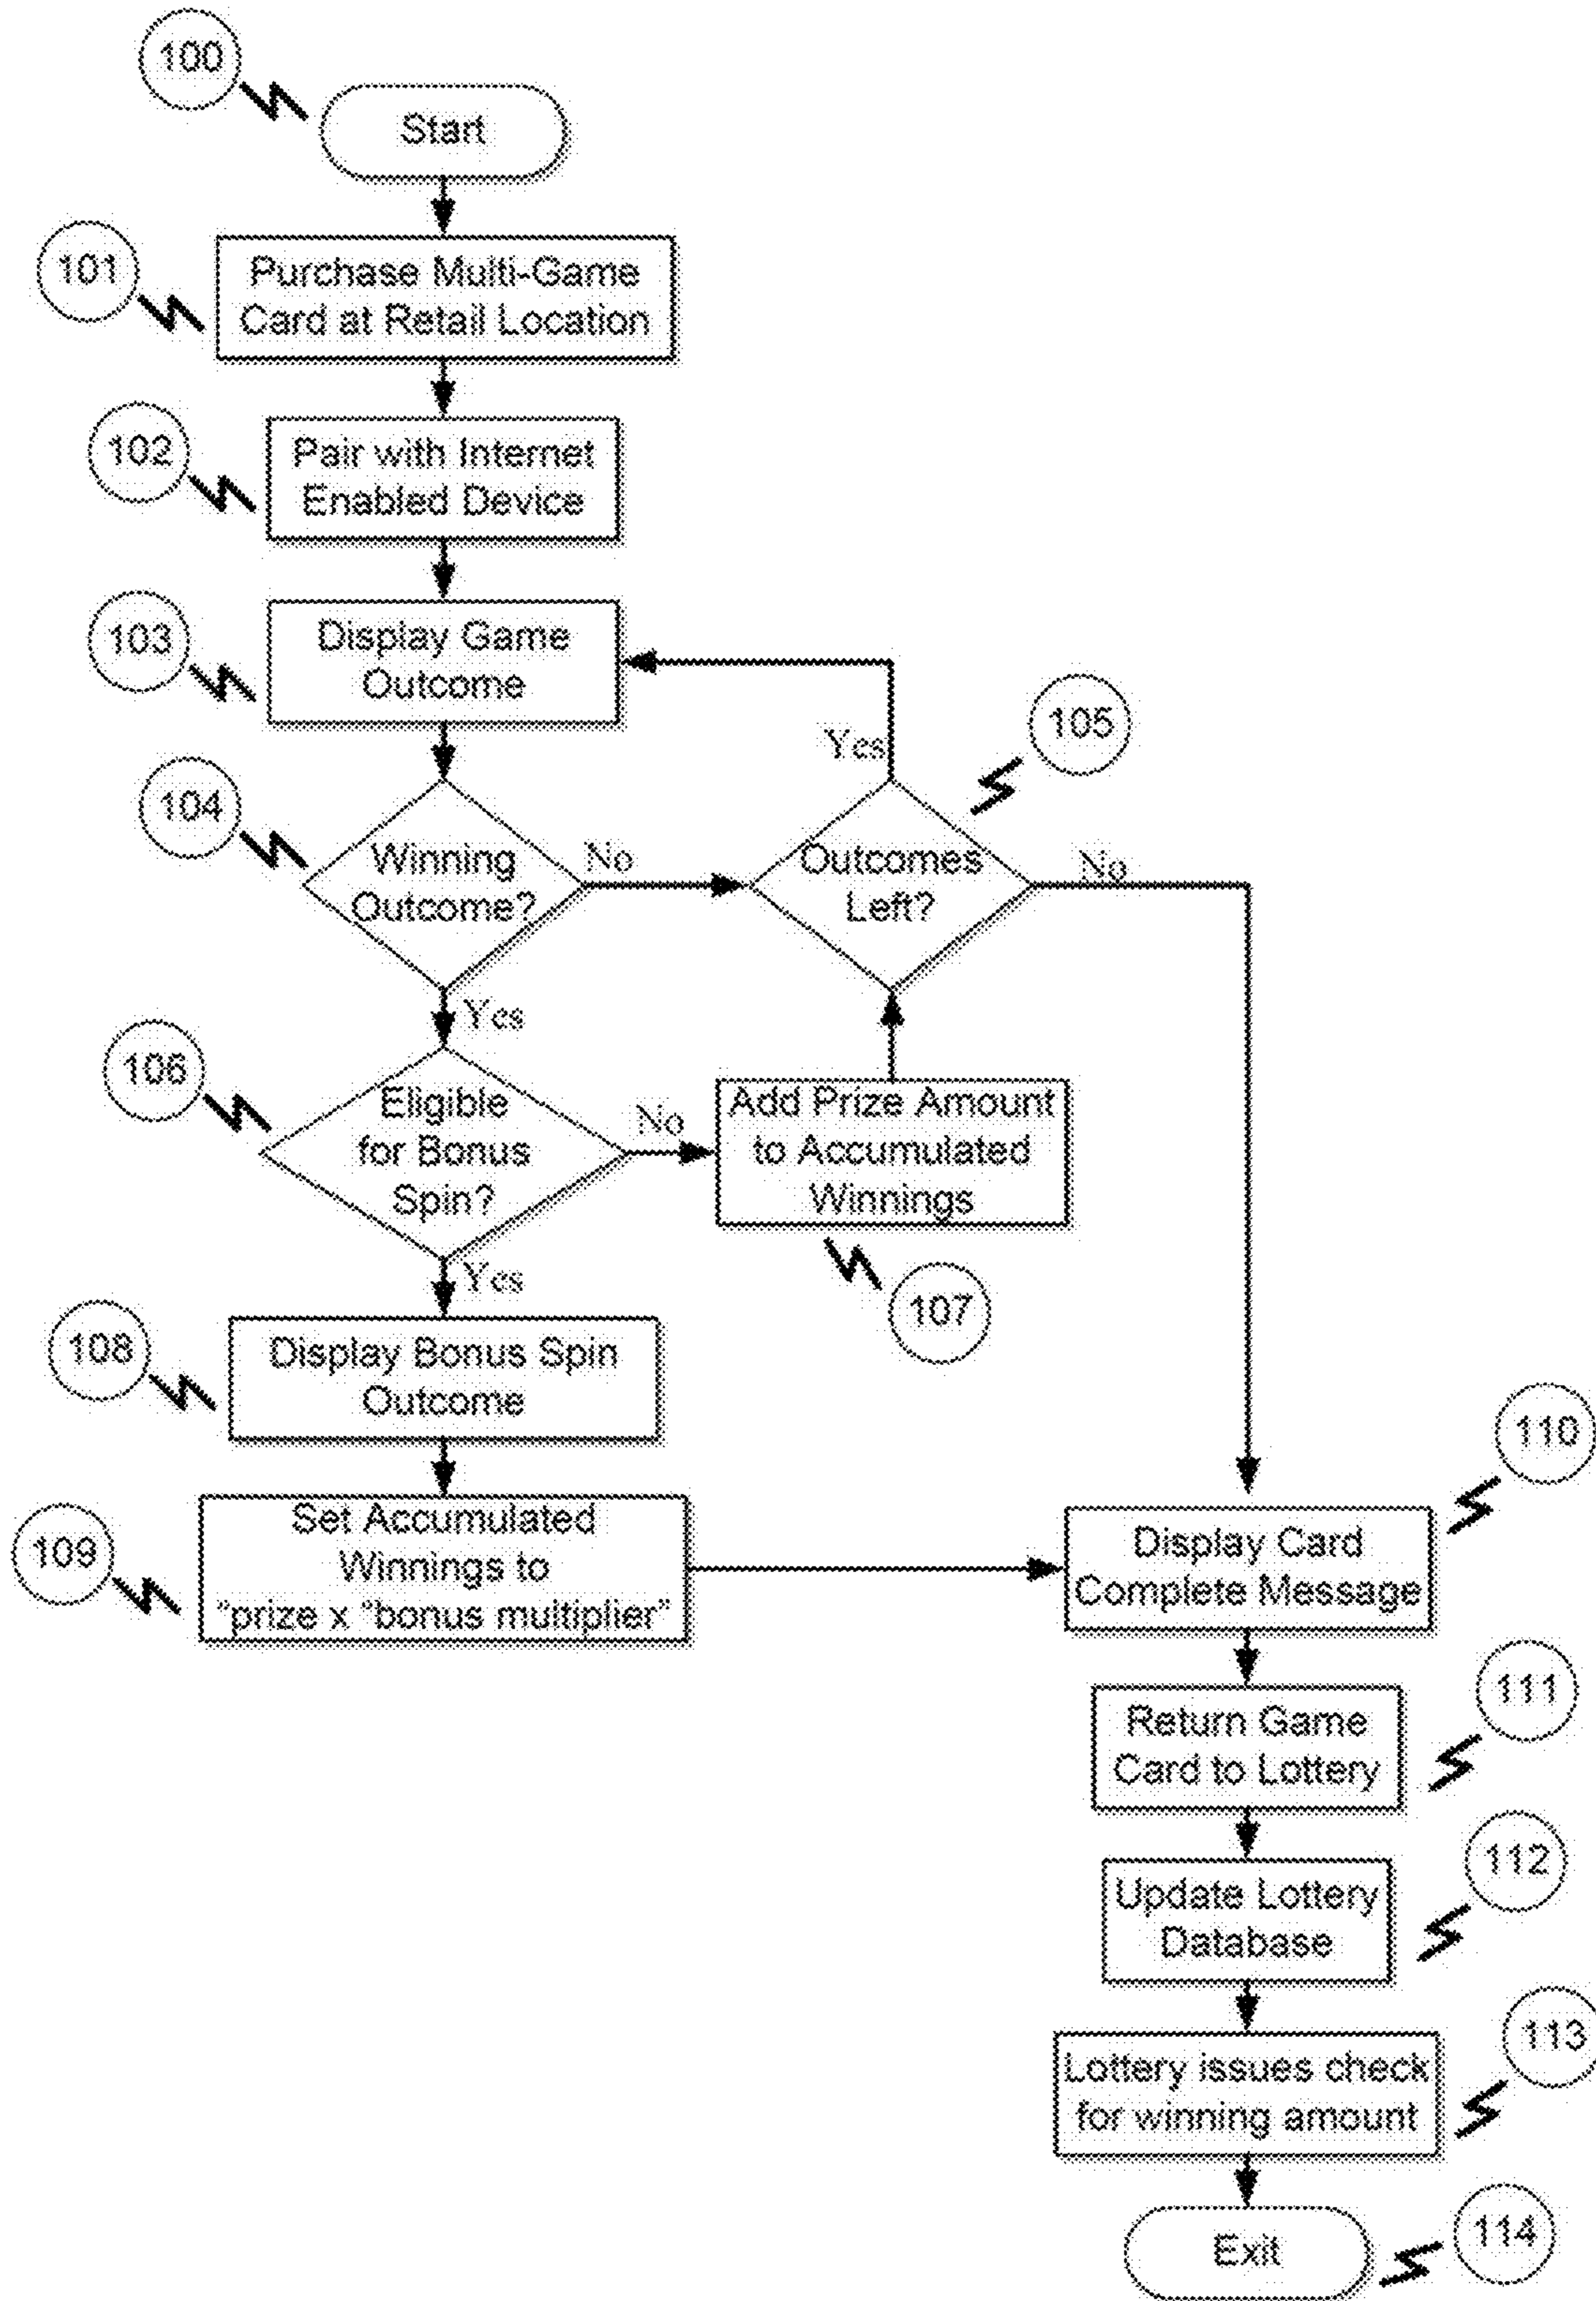 100
Start
101
Purchase Multi-Game
Card at Retail Location
102
Pair with Internet
Enabled Device
103
Display Game
Outcome
105
Yes
104
Winning
Outcome?
No
Outcomes
Left?
No
Yes
106
Eligible
for Bonus
Spin?
No
Add Prize Amount
to Accumulated
Winnings
107
Yes
108
Display Bonus Spin
Outcome
109
Set Accumulated
Winnings to
“prize x “bonus multiplier”
110
Display Card
Complete Message
111
Return Game
Card to Lottery
112
Update Lottery
Database
113
Lottery issues check
for winning amount
Exit
114